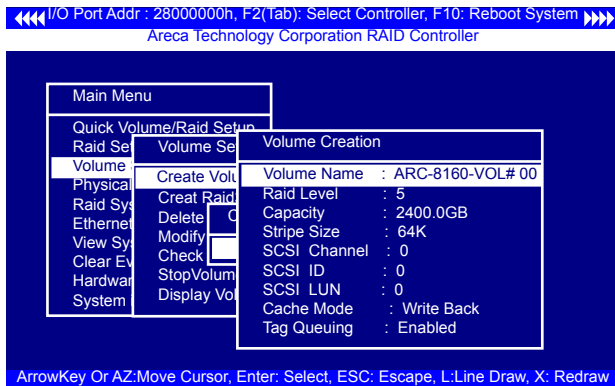 I/O Port Addr : 28000000h, F2(Tab): Select Controller, F10: Reboot System
Areca Technology Corporation RAID Controller
Main Menu
Quick Volume/Raid Setup
Raid Set
Volume
Physical
Raid Sys
Ethernet
View Sy
Clear Ev
Hardwar
System
Volume Se
Create Volu
Creat Raid
Delete
Modify
Check
StopVolum
Display Vol
C
Volume Creation
Volume Name : ARC-8160-VOL# 00
Raid Level : 5
Capacity : 2400.0GB
Stripe Size : 64K
SCSI Channel : 0
SCSI ID : 0
SCSI LUN : 0
Cache Mode : Write Back
Tag Queuing : Enabled
ArrowKey Or AZ:Move Cursor, Enter: Select, ESC: Escape, L:Line Draw, X: Redraw